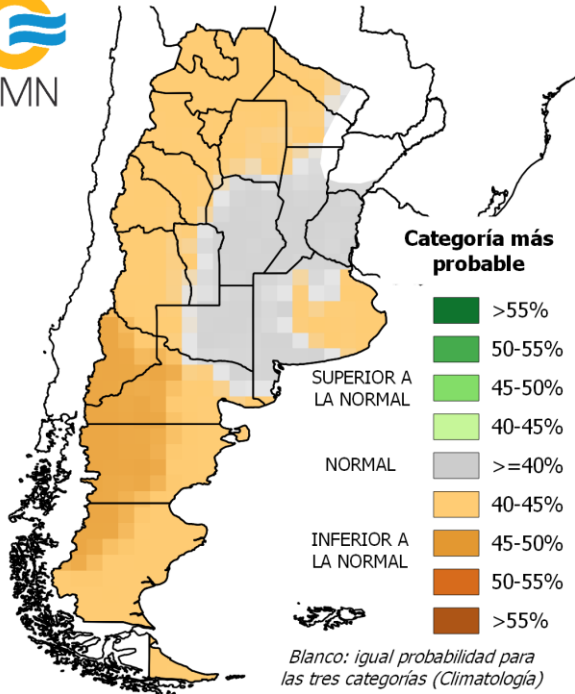 MN
Categoría más
probable
>55%
50-55%
45-50%
SUPERIOR A
LA NORMAL
40-45%
NORMAL
>=40%
40-45%
INFERIOR A
LA NORMAL
45-50%
50-55%
>55%
Blanco: igual probabilidad para
las tres categorías (Climatología)